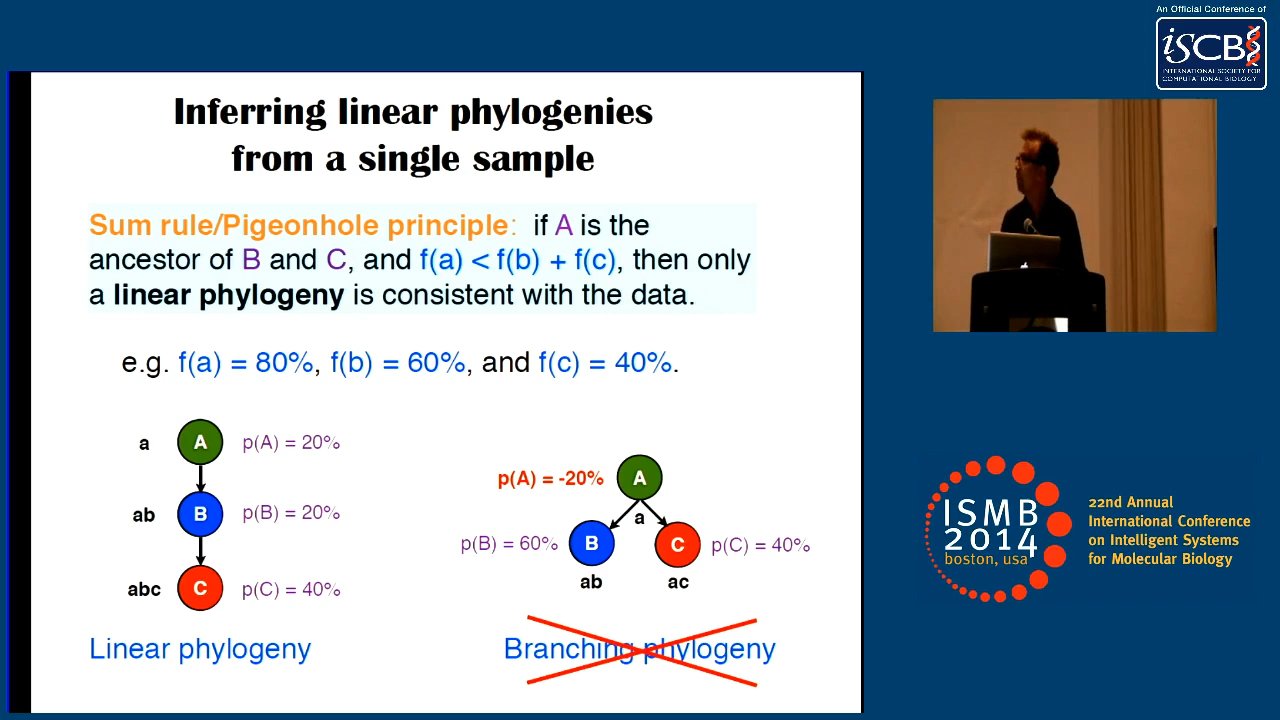 An Official Conference of
iSCB
INTERNATIONAL SOCIETY FOR
COMPUTATIONAL BIOLOGY
Inferring linear phylogenies
from a single sample
Sum rule/Pigeonhole principle: if A is the
ancestor of B and C, and f(a) < f(b) + f(c), then only
a linear phylogeny is consistent with the data.
e.g. f(a) = 80%, f(b) = 60%, and f(c) = 40%.
a A p(A) = 20%
ab B p(B) = 20%
abc C p(C) = 40%
Linear phylogeny
p(A) = -20% A
a
p(B) = 60% B C p(C) = 40%
ab ac
Branching phylogeny
ISMB
2014
boston, usa
22nd Annual
International Conference
on Intelligent Systems
for Molecular Biology